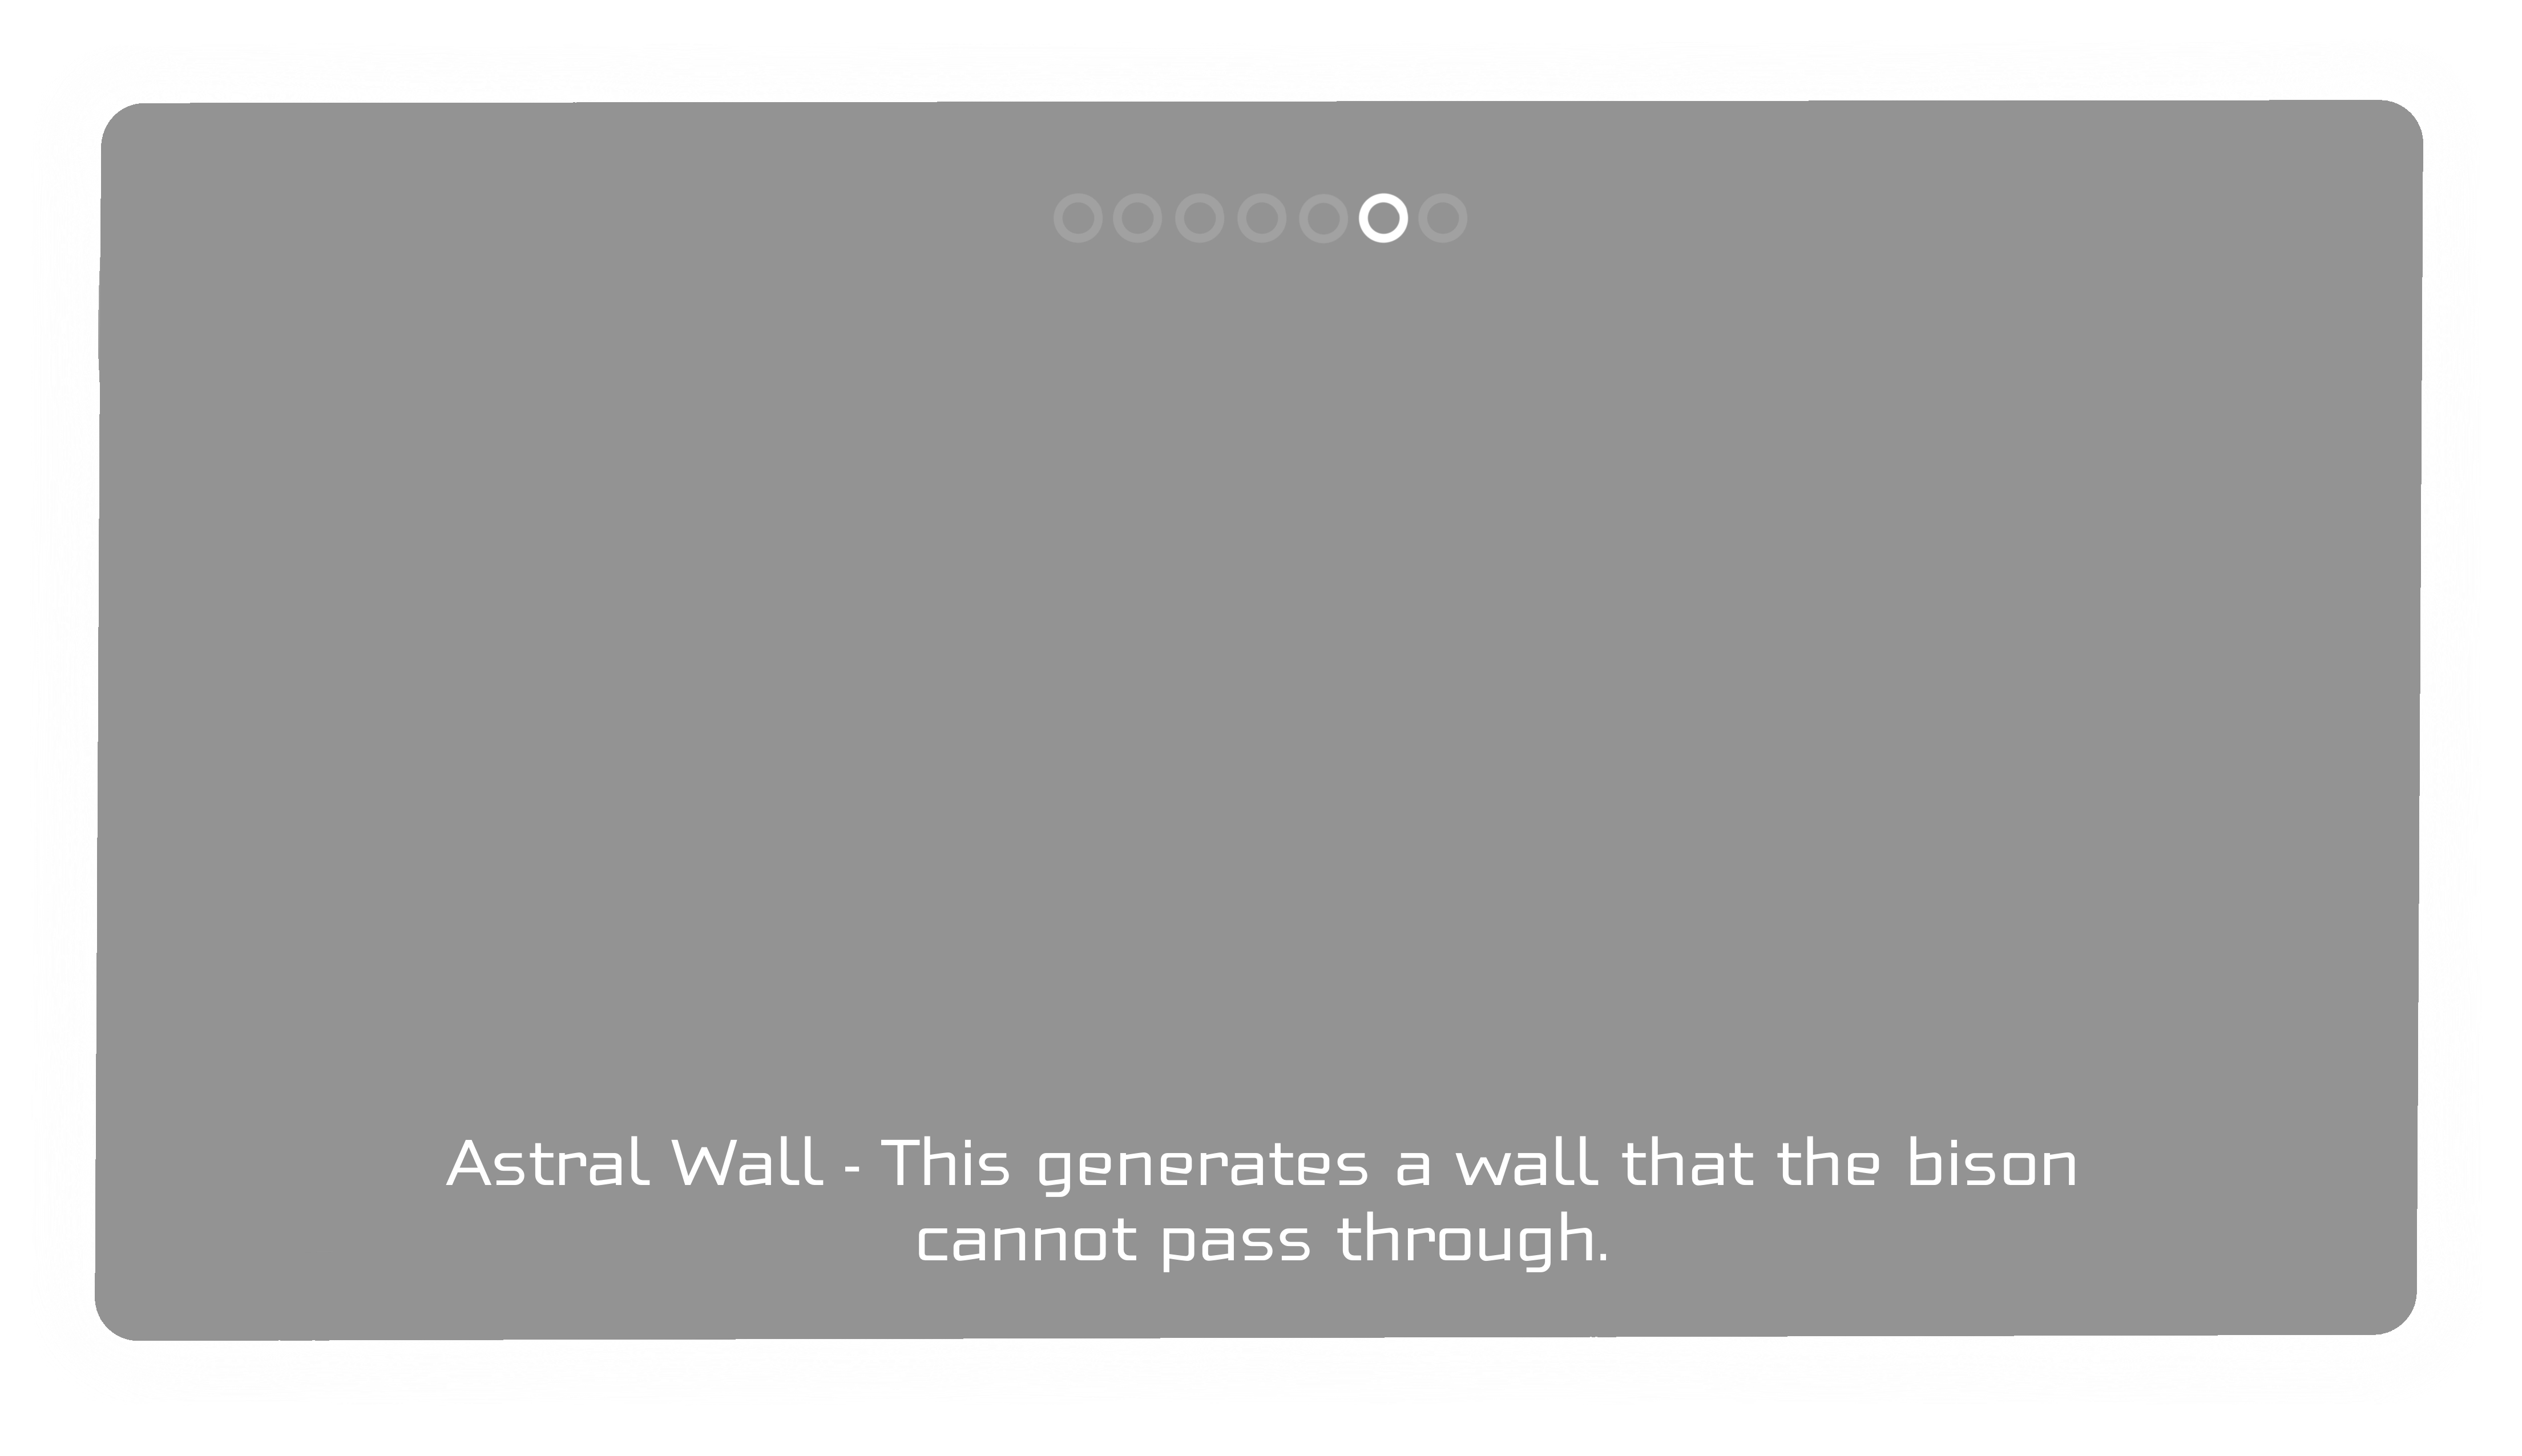 Astral Wall - This generates a wall that the bison
cannot pass through.